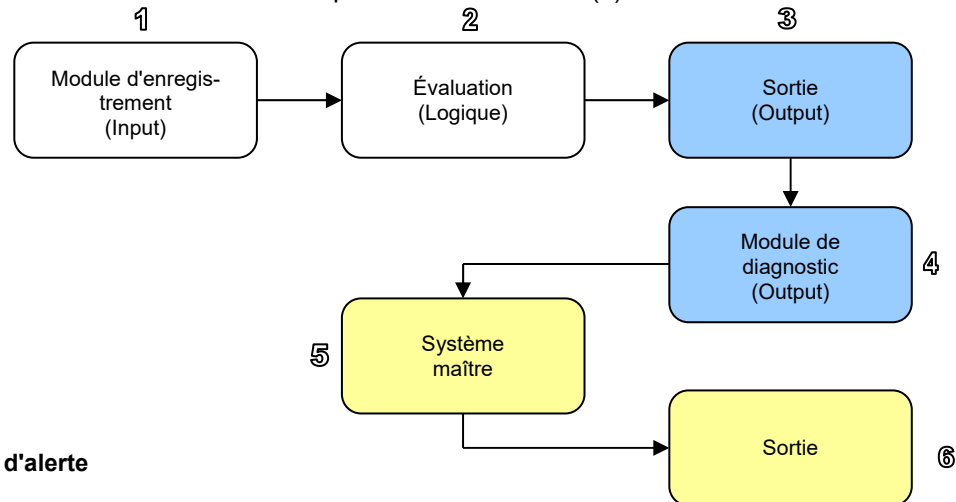 1
2
3
Module d'enregis-
trement
(Input)
Évaluation
(Logique)
Sortie
(Output)
Module de
diagnostic
(Output)
4
5
Système
maître
Sortie
6
d'alerte